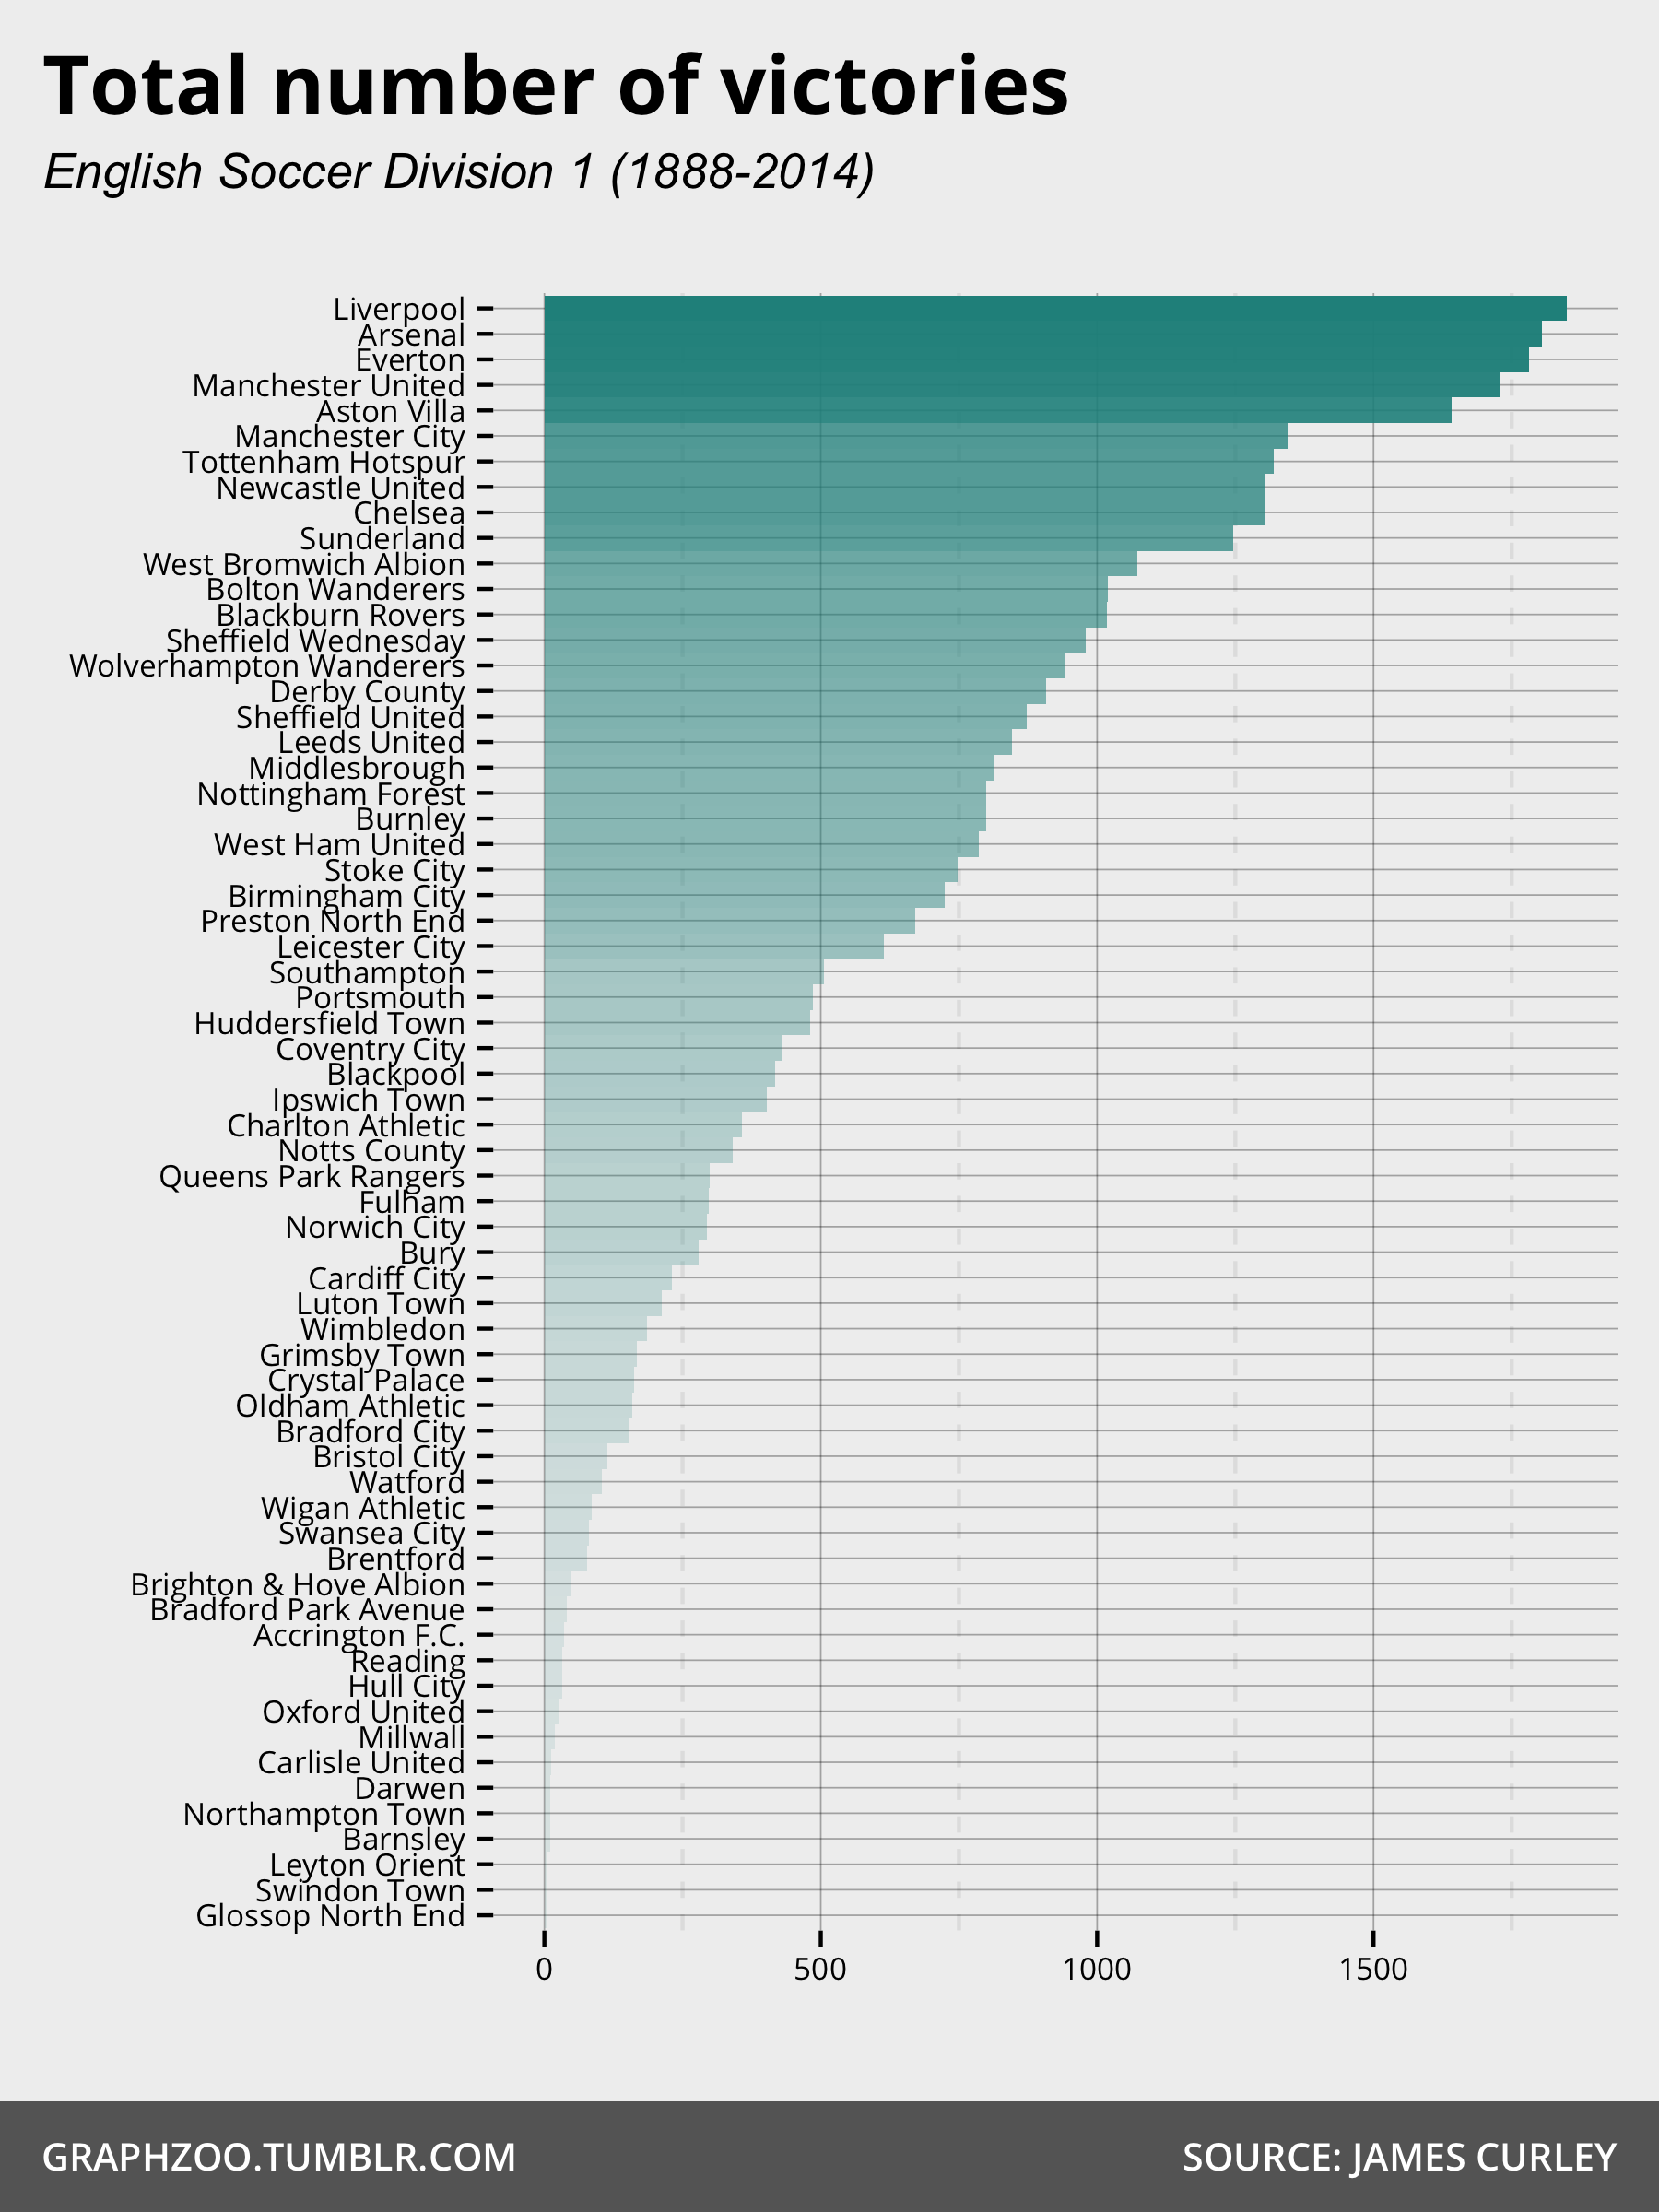 Total number of victories
English Soccer Division 1 (1888-2014)
Liverpool
Arsenal
Everton
Manchester United
Aston Villa
Manchester City
Tottenham Hotspur
Newcastle United
Chelsea
Sunderland
West Bromwich Albion
Bolton Wanderers
Blackburn Rovers
Sheffield Wednesday
Wolverhampton Wanderers
Derby County
Sheffield United
Leeds United
Middlesbrough
Nottingham Forest
Burnley
West Ham United
Stoke City
Birmingham City
Preston North End
Leicester City
Southampton
Portsmouth
Huddersfield Town
Coventry City
Blackpool
Ipswich Town
Charlton Athletic
Notts County
Queens Park Rangers
Fulham
Norwich City
Bury
Cardiff City
Luton Town
Wimbledon
Grimsby Town
Crystal Palace
Oldham Athletic
Bradford City
Bristol City
Watford
Wigan Athletic
Swansea City
Brentford
Brighton & Hove Albion
Bradford Park Avenue
Accrington F.C.
Reading
Hull City
Oxford United
Millwall
Carlisle United
Darwen
Northampton Town
Barnsley
Leyton Orient
Swindon Town
Glossop North End
0 500 1000 1500
GRAPHZOO.TUMBLR.COM
SOURCE: JAMES CURLEY